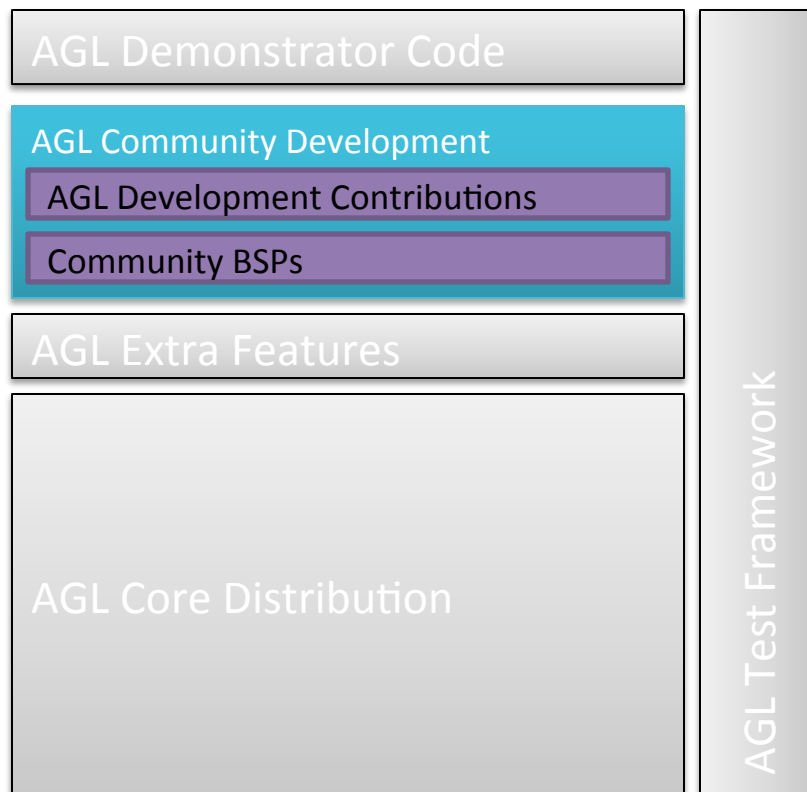 AGL Demonstrator Code
AGL Community Development
AGL Development Contributions
Community BSPs
AGL Extra Features
AGL Core Distribution
AGL Test Framework